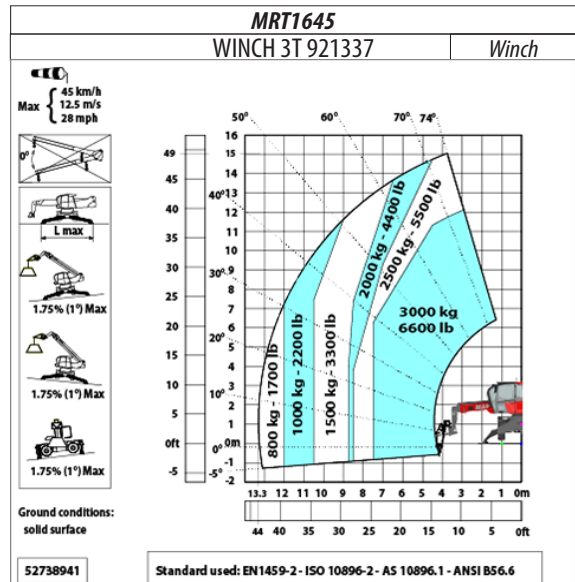 MRT1645
WINCH 3T 921337 Winch
Max 45 km/h
12.5 m/s
28 mph
0°
L max
1.75% (1°) Max
1.75% (1°) Max
1.75% (1°) Max
Ground conditions:
solid surface
50° 60° 70° 74°
40°
30°
20°
10°
0°
-5°
49
45
40
35
30
25
20
15
10
5
0ft
-5
16
15
14
13
12
11
10
9
8
7
6
5
4
3
2
1
0m
-1
-2
800 kg - 1700 lb
1000 kg - 2200 lb
1500 kg - 3300 lb
2000 kg - 4400 lb
2500 kg - 5500 lb
3000 kg
6600 lb
13.3 12 11 10 9 8 7 6 5 4 3 2 1 0m
44 40 35 30 25 20 15 10 5 0ft
52738941
Standard used: EN1459-2 - ISO 10896-2 - AS 10896.1 - ANSI B56.6